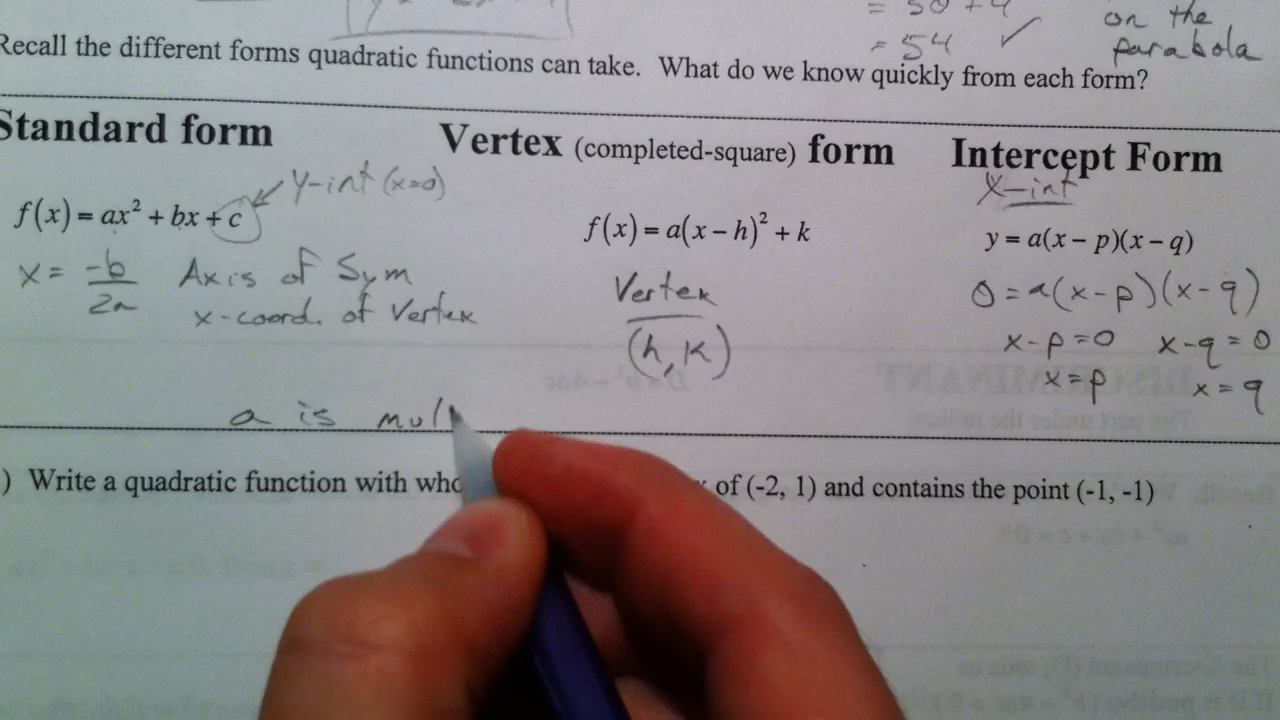 = 50 + 4 on the
= 54 ✓ parabola
Recall the different forms quadratic functions can take. What do we know quickly from each form?
Standard form Vertex (completed-square) form Intercept Form
y-int (x=0) x-int
f(x) = ax² + bx + c f(x) = a(x − h)² + k y = a(x − p)(x − q)
x = -b/2a Axis of Sym Vertex 0 = a(x-p)(x-q)
x-coord. of Vertex (h,k) x-p=0 x-q=0
x=p x=q
DISCRIMINANT
a is mul
) Write a quadratic function with who of (-2, 1) and contains the point (-1, -1)